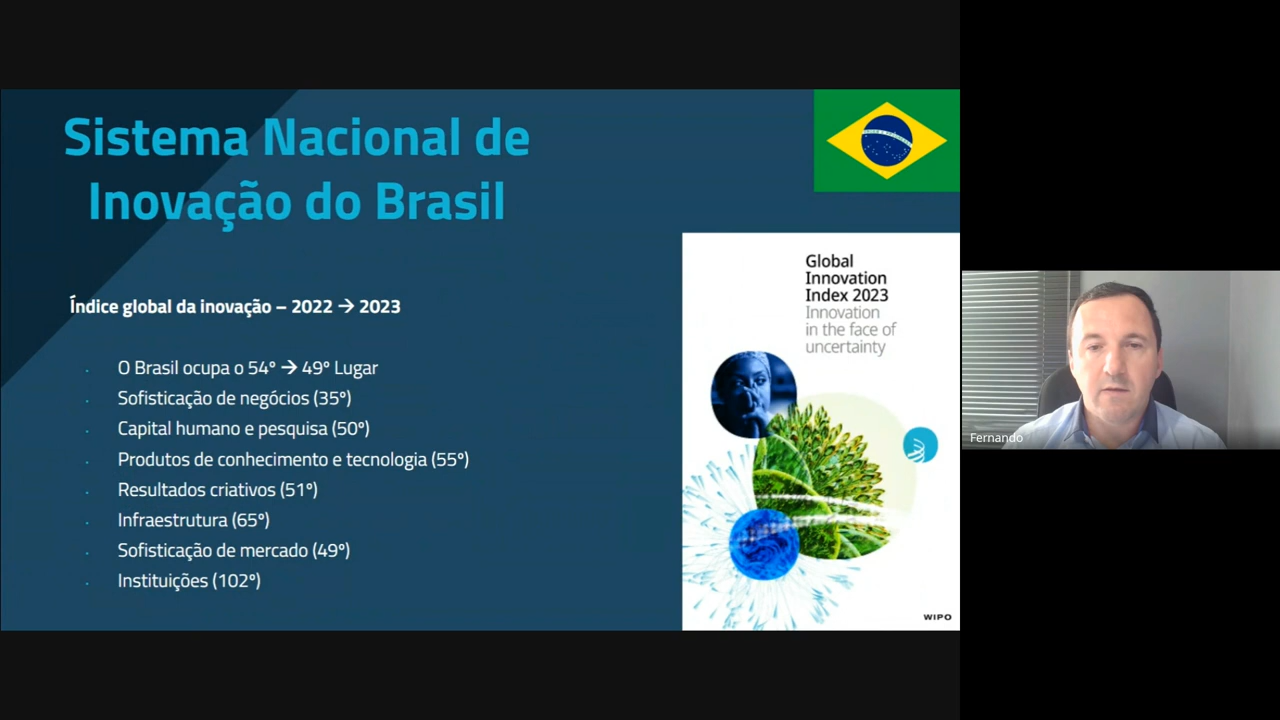 Sistema Nacional de
Inovação do Brasil
Índice global da inovação – 2022 → 2023
O Brasil ocupa o 54º → 49º Lugar
Sofisticação de negócios (35º)
Capital humano e pesquisa (50º)
Produtos de conhecimento e tecnologia (55º)
Resultados criativos (51º)
Infraestrutura (65º)
Sofisticação de mercado (49º)
Instituições (102º)
Global
Innovation
Index 2023
Innovation
in the face of
uncertainty
WIPO
Fernando